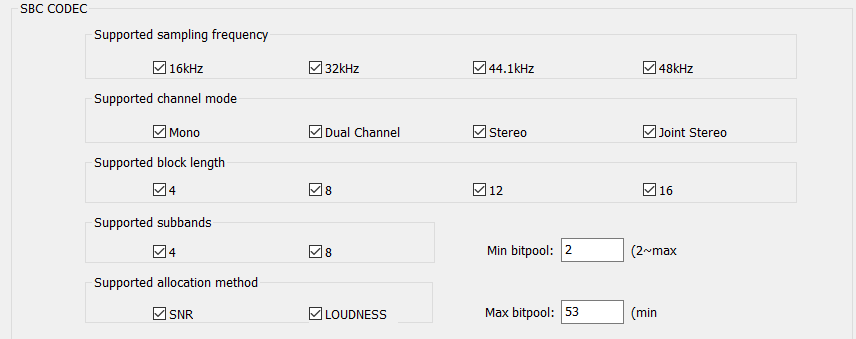 SBC CODEC
Supported sampling frequency
16kHz 32kHz 44.1kHz 48kHz
Supported channel mode
Mono Dual Channel Stereo Joint Stereo
Supported block length
4 8 12 16
Supported subbands
4 8
Min bitpool: 2 (2~max
Supported allocation method
SNR LOUDNESS
Max bitpool: 53 (min